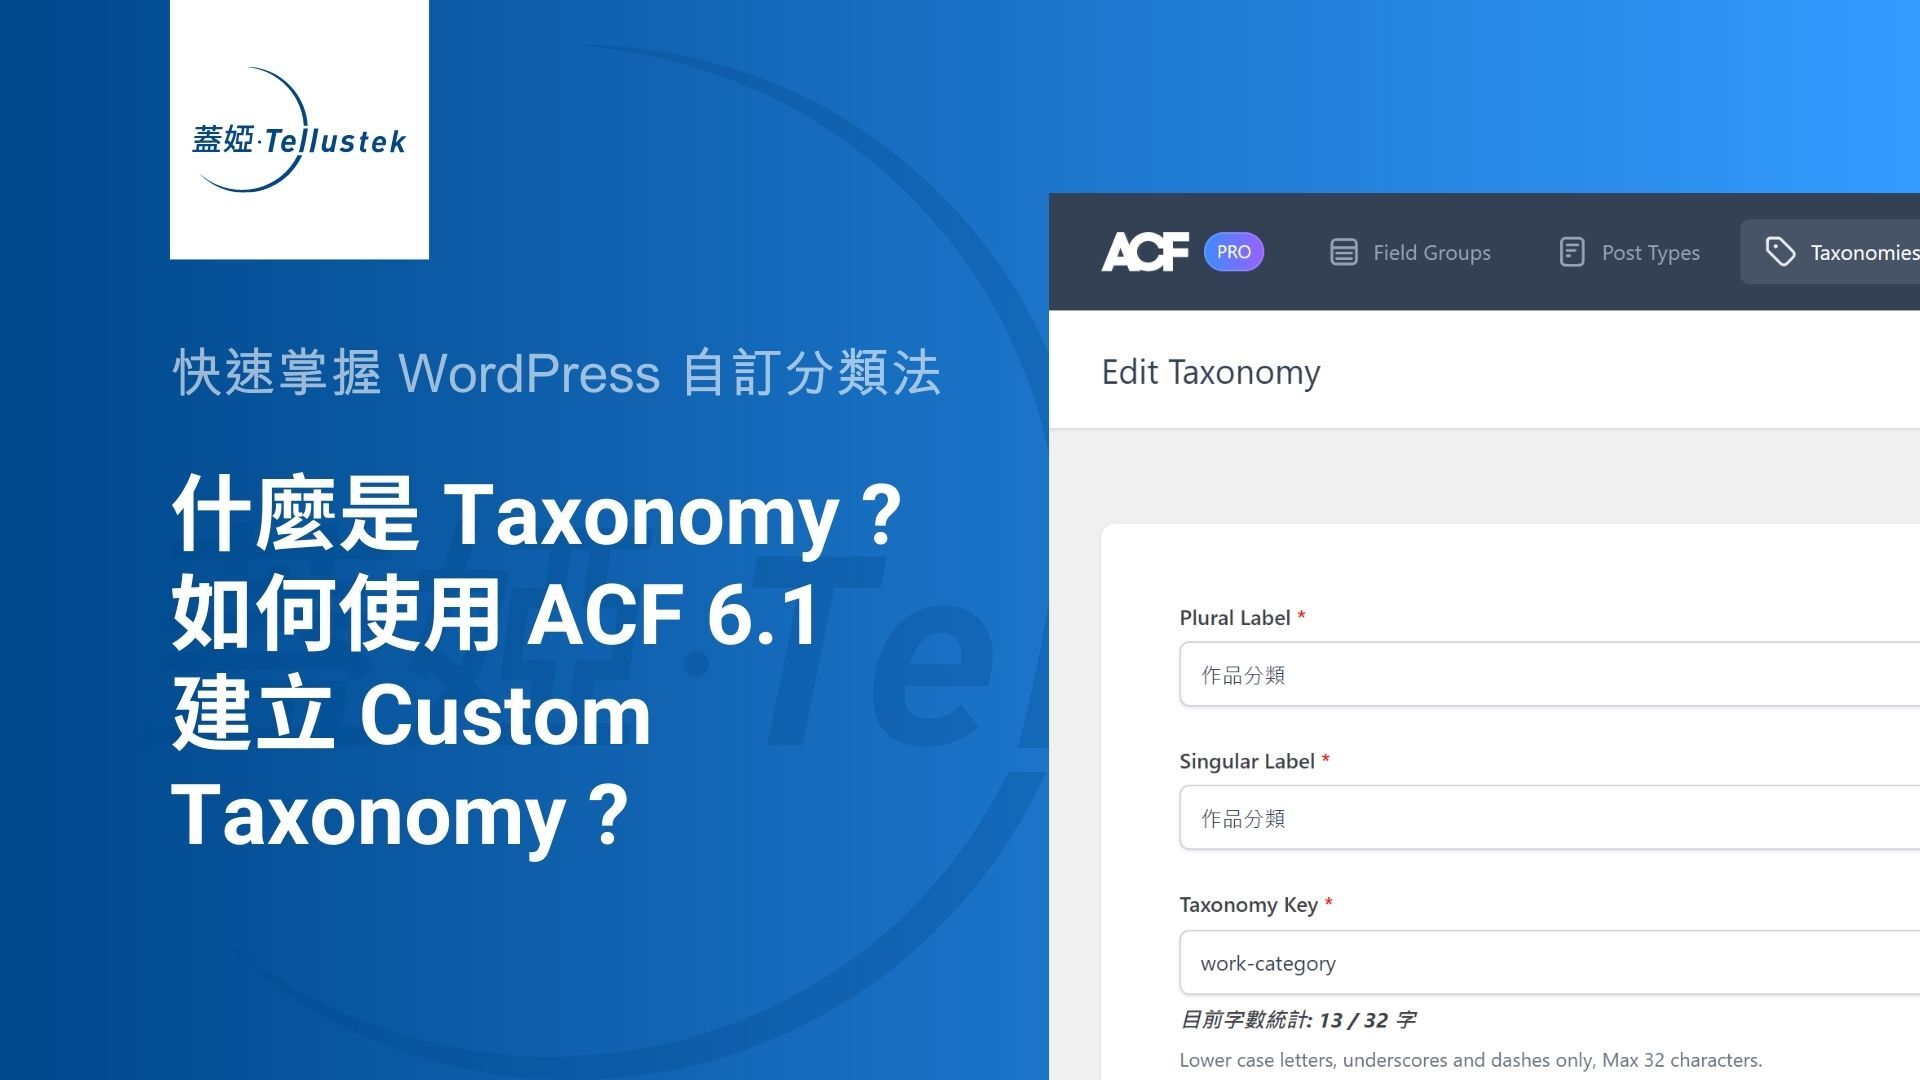 蓋婭·Tellustek
快速掌握 WordPress 自訂分類法
什麼是 Taxonomy？
如何使用 ACF 6.1
建立 Custom
Taxonomy？
ACF PRO Field Groups Post Types Taxonomies
Edit Taxonomy
Plural Label *
作品分類
Singular Label *
作品分類
Taxonomy Key *
work-category
目前字數統計: 13 / 32 字
Lower case letters, underscores and dashes only, Max 32 characters.